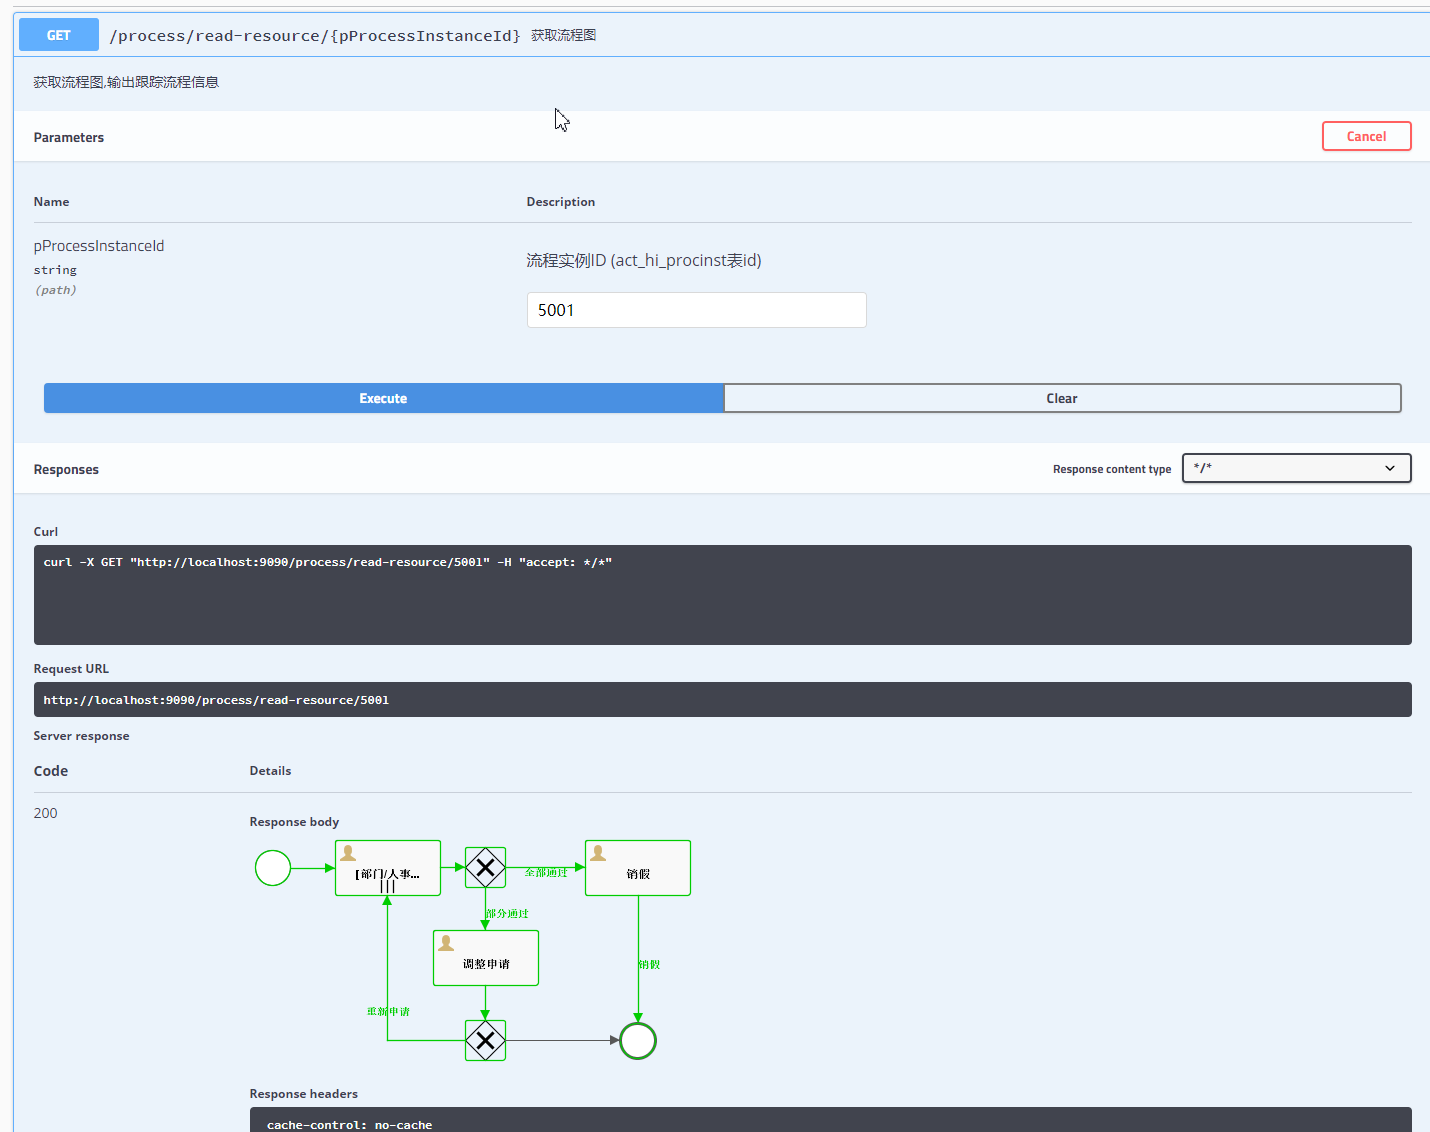 GET /process/read-resource/{pProcessInstanceId} 获取流程图
获取流程图,输出跟踪流程信息
Parameters
Cancel
Name Description
pProcessInstanceId
string
(path)
流程实例ID (act_hi_procinst表id)
5001
Execute Clear
Responses
Response content type */*
Curl
curl -X GET "http://localhost:9090/process/read-resource/5001" -H "accept: */*"
Request URL
http://localhost:9090/process/read-resource/5001
Server response
Code Details
200
Response body
[部门/人事...
全部通过
销假
部分通过
调整申请
销假
重新申请
Response headers
cache-control: no-cache